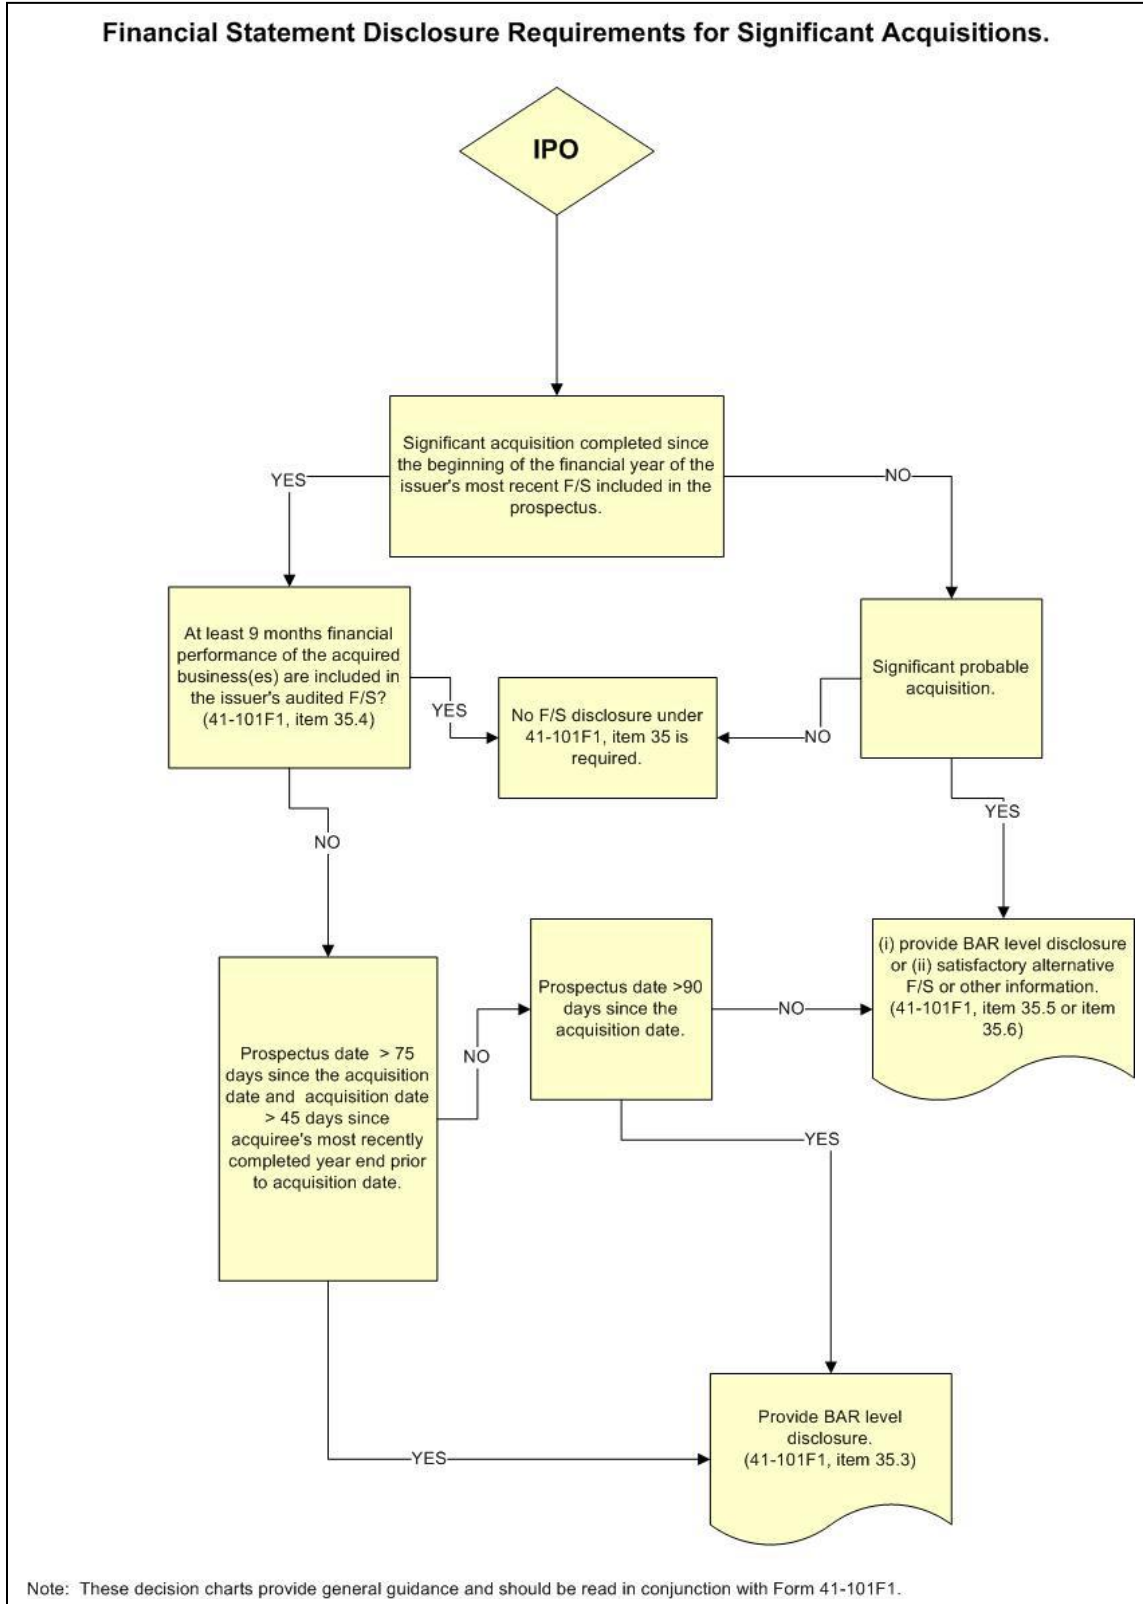 Financial Statement Disclosure Requirements for Significant Acquisitions.
IPO
Significant acquisition completed since
the beginning of the financial year of the
issuer's most recent F/S included in the
prospectus.
YES
NO
At least 9 months financial
performance of the acquired
business(es) are included in
the issuer's audited F/S?
(41-101F1, item 35.4)
YES
No F/S disclosure under
41-101F1, item 35 is
required.
NO
Significant probable
acquisition.
YES
NO
Prospectus date > 75
days since the acquisition
date and acquisition date
> 45 days since
acquiree's most recently
completed year end prior
to acquisition date.
NO
Prospectus date >90
days since the
acquisition date.
NO
(i) provide BAR level disclosure
or (ii) satisfactory alternative
F/S or other information.
(41-101F1, item 35.5 or item
35.6)
YES
YES
Provide BAR level
disclosure.
(41-101F1, item 35.3)
Note: These decision charts provide general guidance and should be read in conjunction with Form 41-101F1.